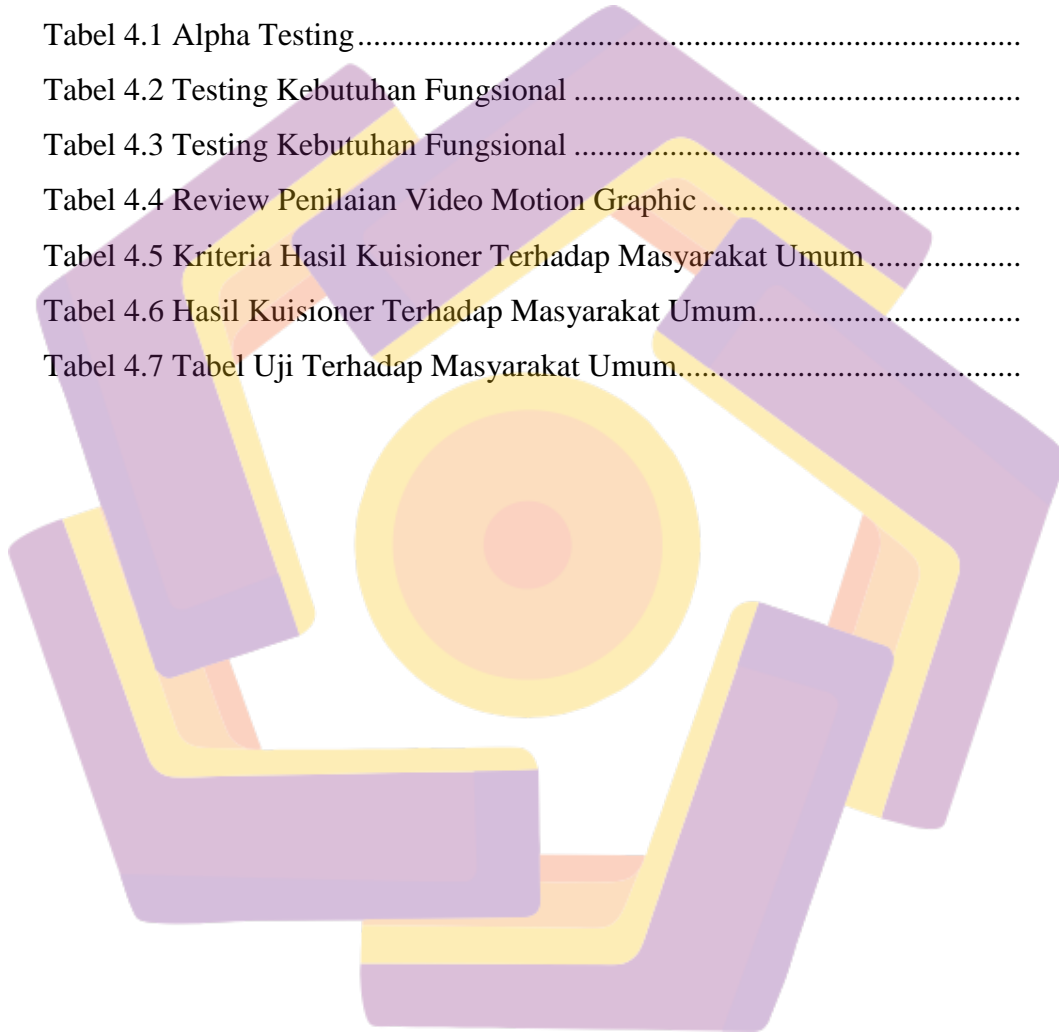 Tabel 4.1 Alpha Testing...................................................................................
Tabel 4.2 Testing Kebutuhan Fungsional ........................................................
Tabel 4.3 Testing Kebutuhan Fungsional ........................................................
Tabel 4.4 Review Penilaian Video Motion Graphic ........................................
Tabel 4.5 Kriteria Hasil Kuisioner Terhadap Masyarakat Umum ...................
Tabel 4.6 Hasil Kuisioner Terhadap Masyarakat Umum.................................
Tabel 4.7 Tabel Uji Terhadap Masyarakat Umum...........................................